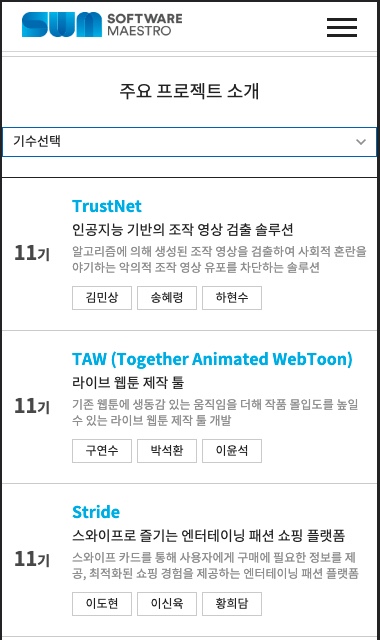 swm SOFTWARE
MAESTRO
주요 프로젝트 소개
기수선택
TrustNet
인공지능 기반의 조작 영상 검출 솔루션
11기
알고리즘에 의해 생성된 조작 영상을 검출하여 사회적 혼란을
야기하는 악의적 조작 영상 유포를 차단하는 솔루션
김민상 송혜령 하현수
TAW (Together Animated WebToon)
라이브 웹툰 제작 툴
11기
기존 웹툰에 생동감 있는 움직임을 더해 작품 몰입도를 높일
수 있는 라이브 웹툰 제작 툴 개발
구연수 박석환 이윤석
Stride
스와이프로 즐기는 엔터테이닝 패션 쇼핑 플랫폼
11기
스와이프 카드를 통해 사용자에게 구매에 필요한 정보를 제
공, 최적화된 쇼핑 경험을 제공하는 엔터테이닝 패션 플랫폼
이도현 이신육 황희담